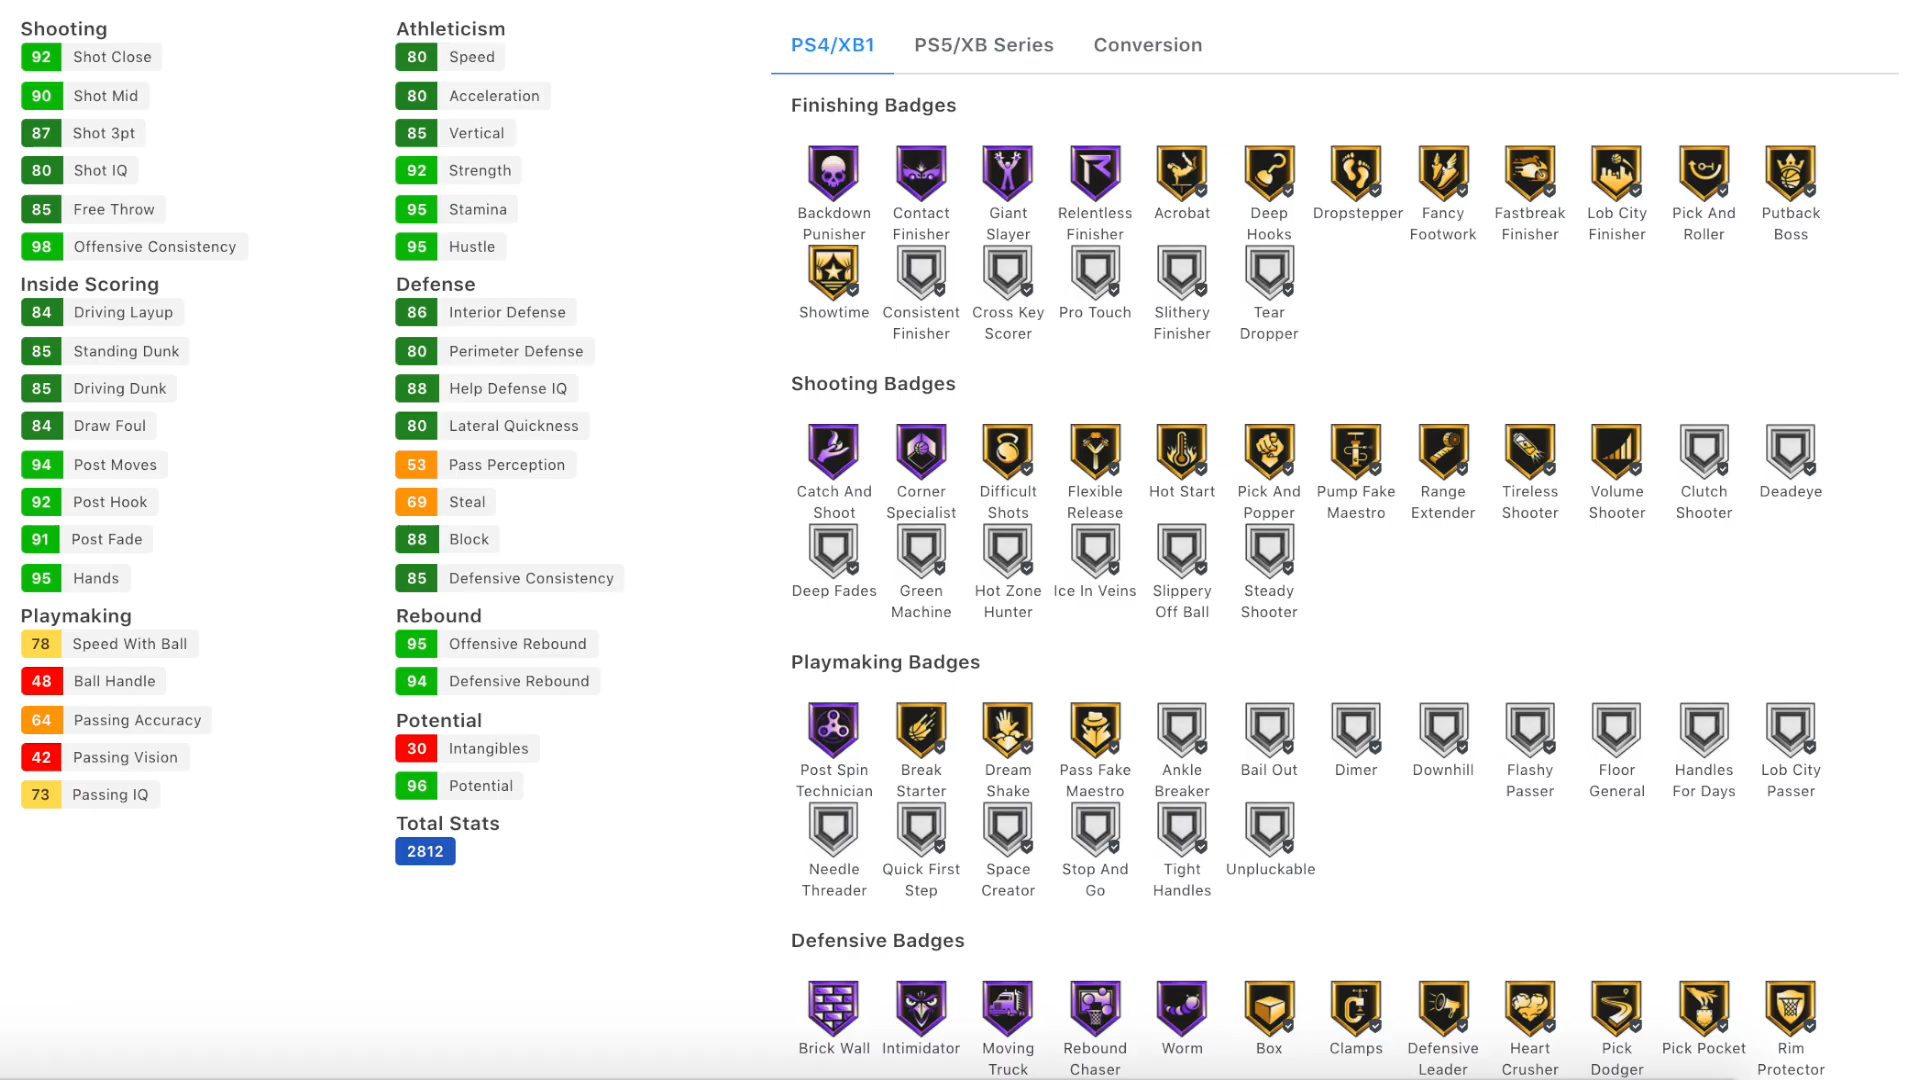 Shooting
92 Shot Close
90 Shot Mid
87 Shot 3pt
80 Shot IQ
85 Free Throw
98 Offensive Consistency
Inside Scoring
84 Driving Layup
85 Standing Dunk
85 Driving Dunk
84 Draw Foul
94 Post Moves
92 Post Hook
91 Post Fade
95 Hands
Playmaking
78 Speed With Ball
48 Ball Handle
64 Passing Accuracy
42 Passing Vision
73 Passing IQ
Athleticism
80 Speed
80 Acceleration
85 Vertical
92 Strength
95 Stamina
95 Hustle
Defense
86 Interior Defense
80 Perimeter Defense
88 Help Defense IQ
80 Lateral Quickness
53 Pass Perception
69 Steal
88 Block
85 Defensive Consistency
Rebound
95 Offensive Rebound
94 Defensive Rebound
Potential
30 Intangibles
96 Potential
Total Stats
2812
PS4/XB1 PS5/XB Series Conversion
Finishing Badges
Backdown Contact Giant Relentless Acrobat Deep Dropstepper Fancy Fastbreak Lob City Pick And Putback
Punisher Finisher Slayer Finisher Hooks Footwork Finisher Finisher Roller Boss
Showtime Consistent Cross Key Pro Touch Slithery Tear
Finisher Scorer Finisher Dropper
Shooting Badges
Catch And Corner Difficult Flexible Hot Start Pick And Pump Fake Range Tireless Volume Clutch Deadeye
Shoot Specialist Shots Release Popper Maestro Extender Shooter Shooter Shooter
Deep Fades Green Hot Zone Ice In Veins Slippery Steady
Machine Hunter Off Ball Shooter
Playmaking Badges
Post Spin Break Dream Pass Fake Ankle Bail Out Dimer Downhill Flashy Floor Handles Lob City
Technician Starter Shake Maestro Breaker Passer General For Days Passer
Needle Quick First Space Stop And Tight Unpluckable
Threader Step Creator Go Handles
Defensive Badges
Brick Wall Intimidator Moving Rebound Worm Box Clamps Defensive Heart Pick Pick Pocket Rim
Truck Chaser Leader Crusher Dodger Protector